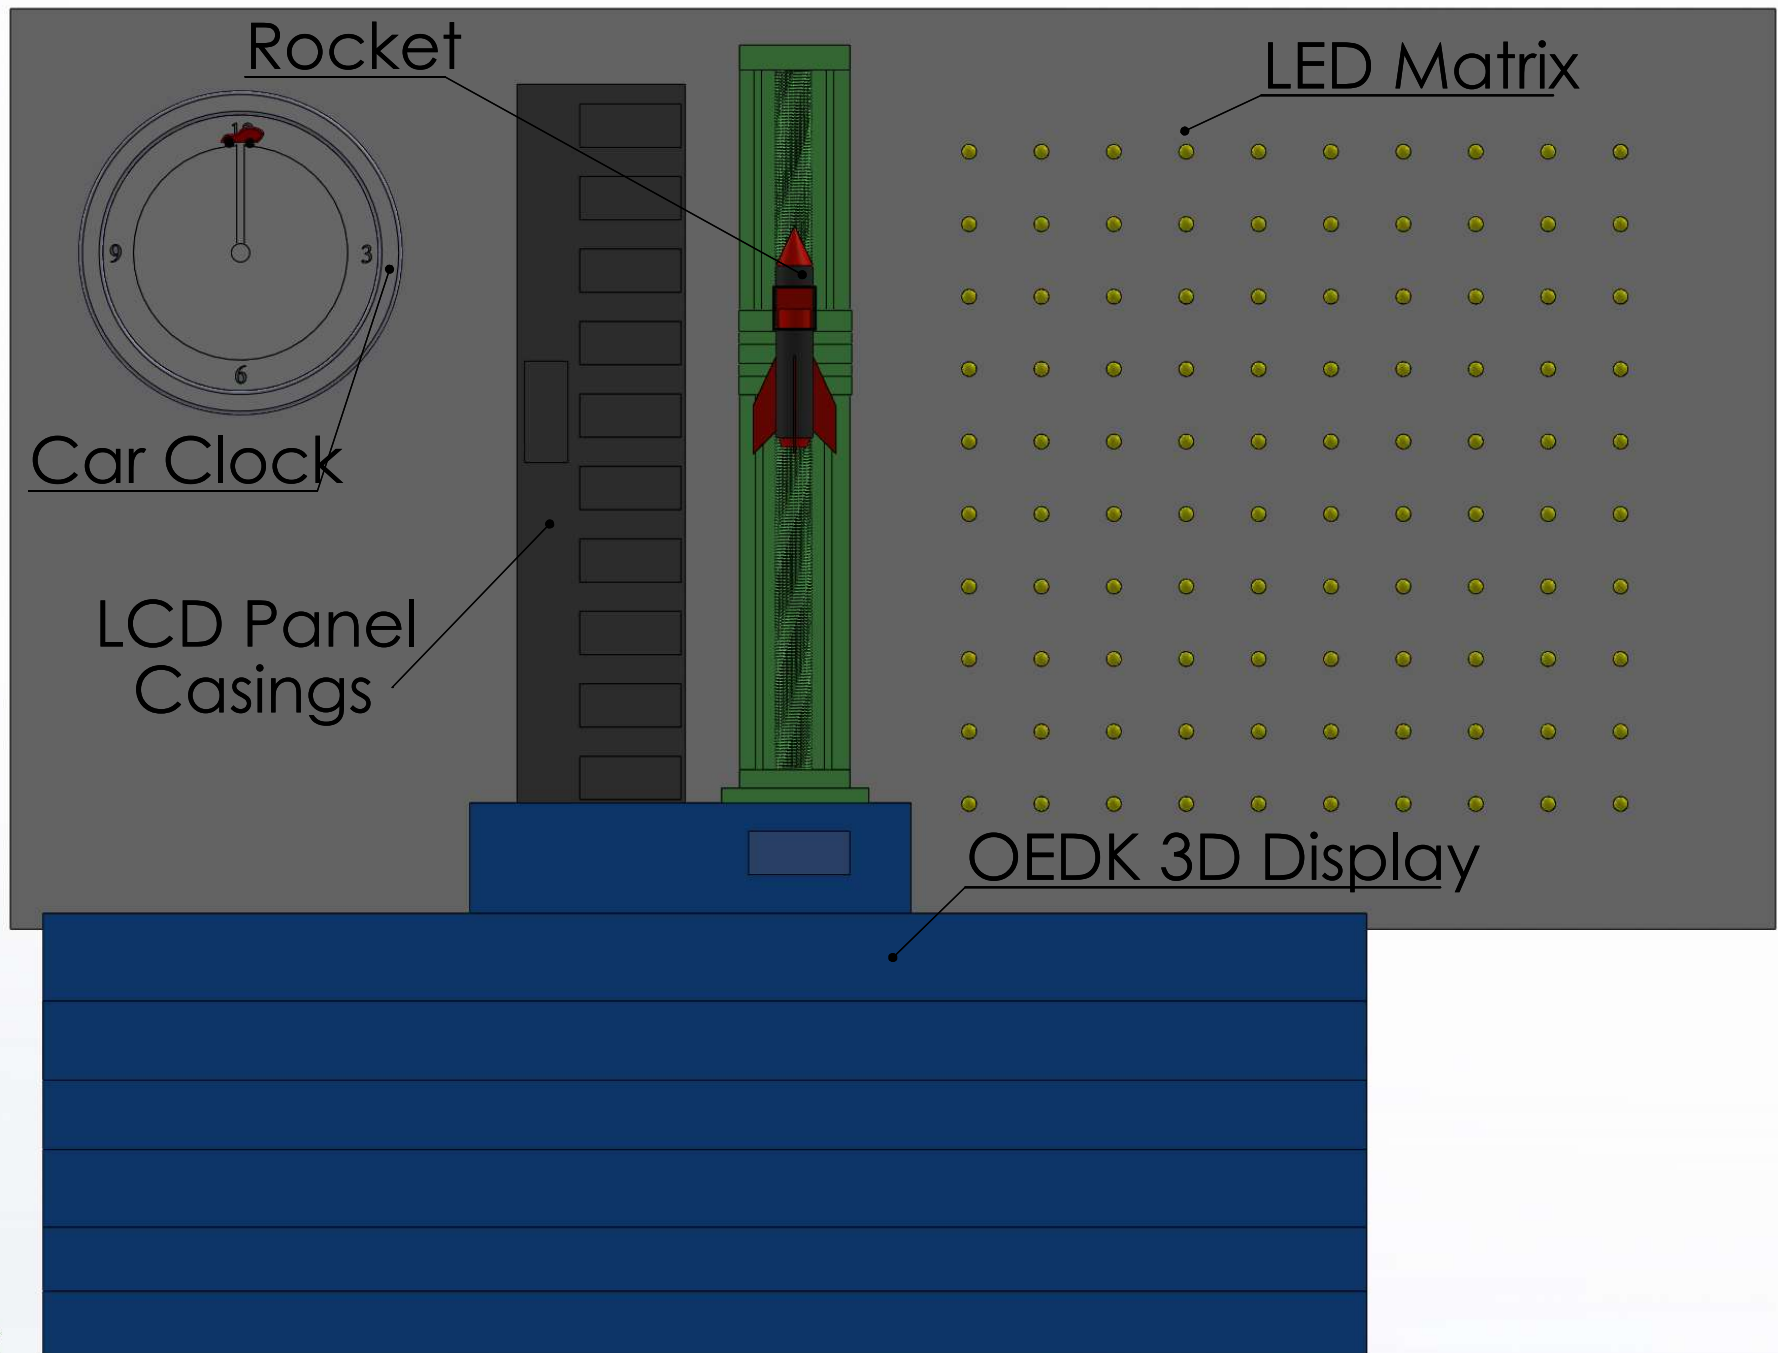 Rocket
LED Matrix
9
3
6
Car Clock
LCD Panel
Casings
OEDK 3D Display